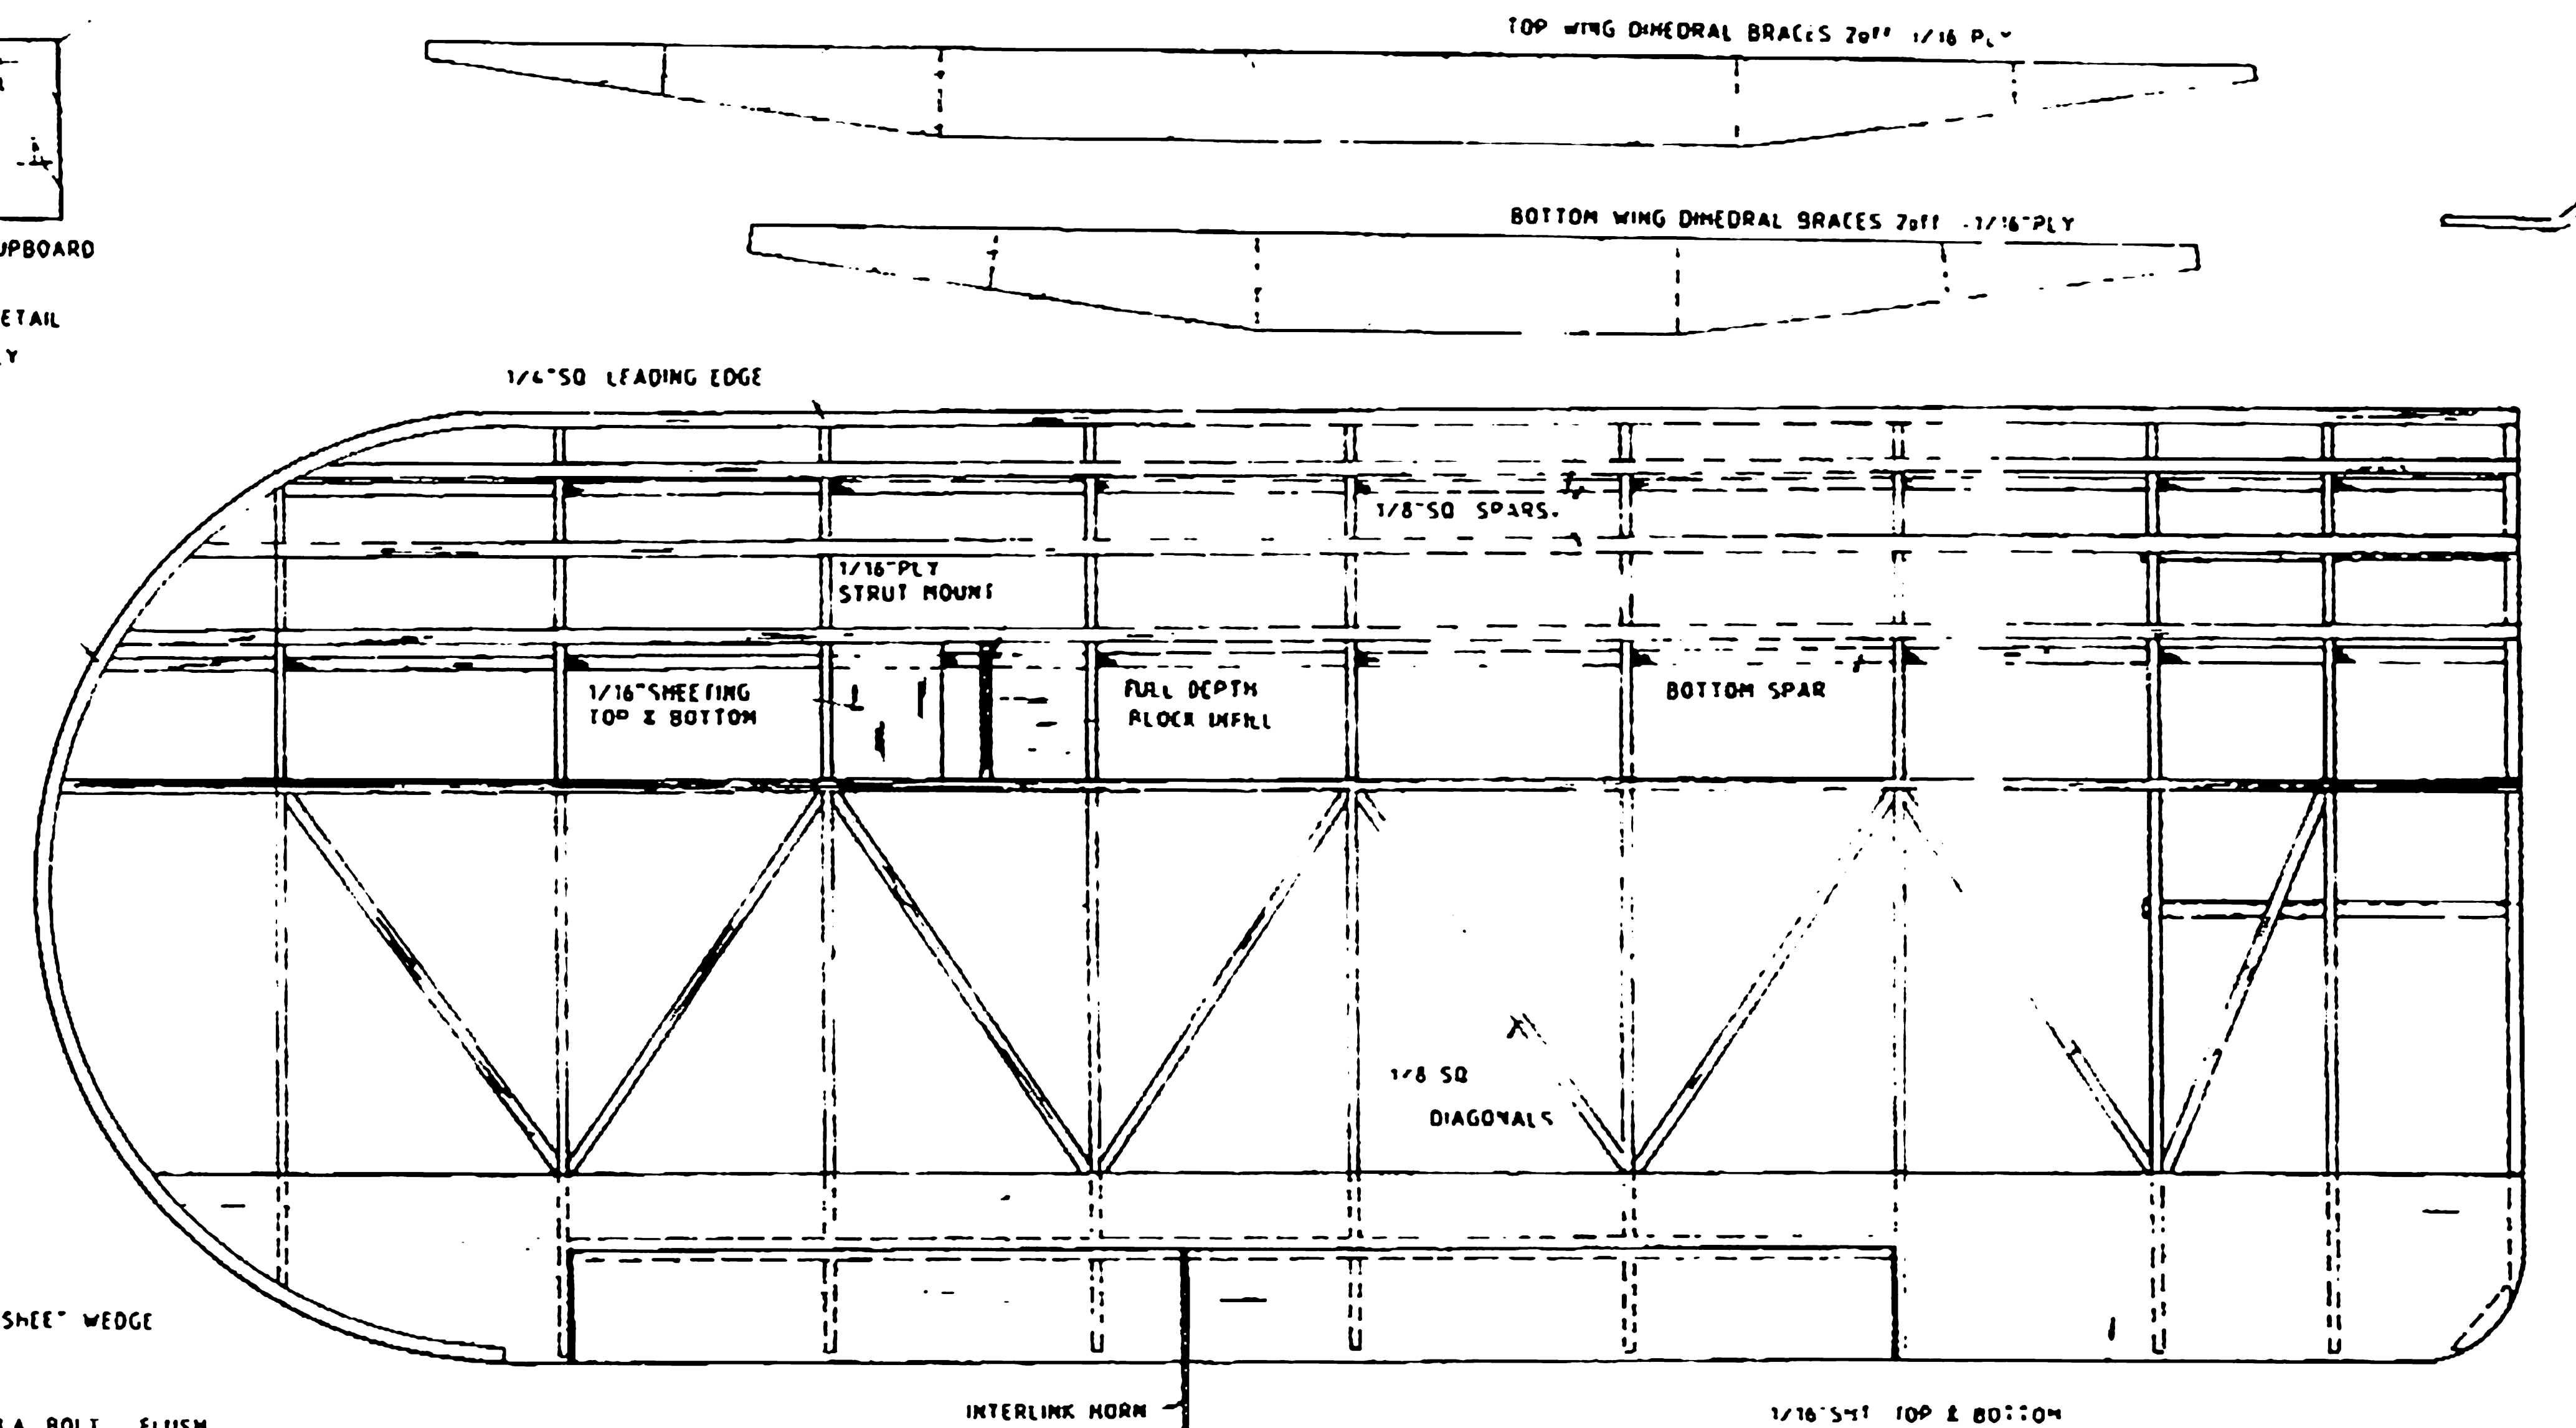 TOP WING DIHEDRAL BRACES 2off 1/16 PLY
BOTTOM WING DIHEDRAL BRACES 2off - 1/16" PLY
UPBOARD
ETAIL
Y
1/4" SQ LEADING EDGE
1/8" SQ SPARS.
1/16" PLY
STRUT MOUNT
1/16" SHEETING
TOP & BOTTOM
FULL DEPTH
BLOCK INFILL
BOTTOM SPAR
1/8 SQ
DIAGONALS
SHEET WEDGE
INTERLINK HORN
BOLT FLUSH
1/16" SHT TOP & BOTTOM